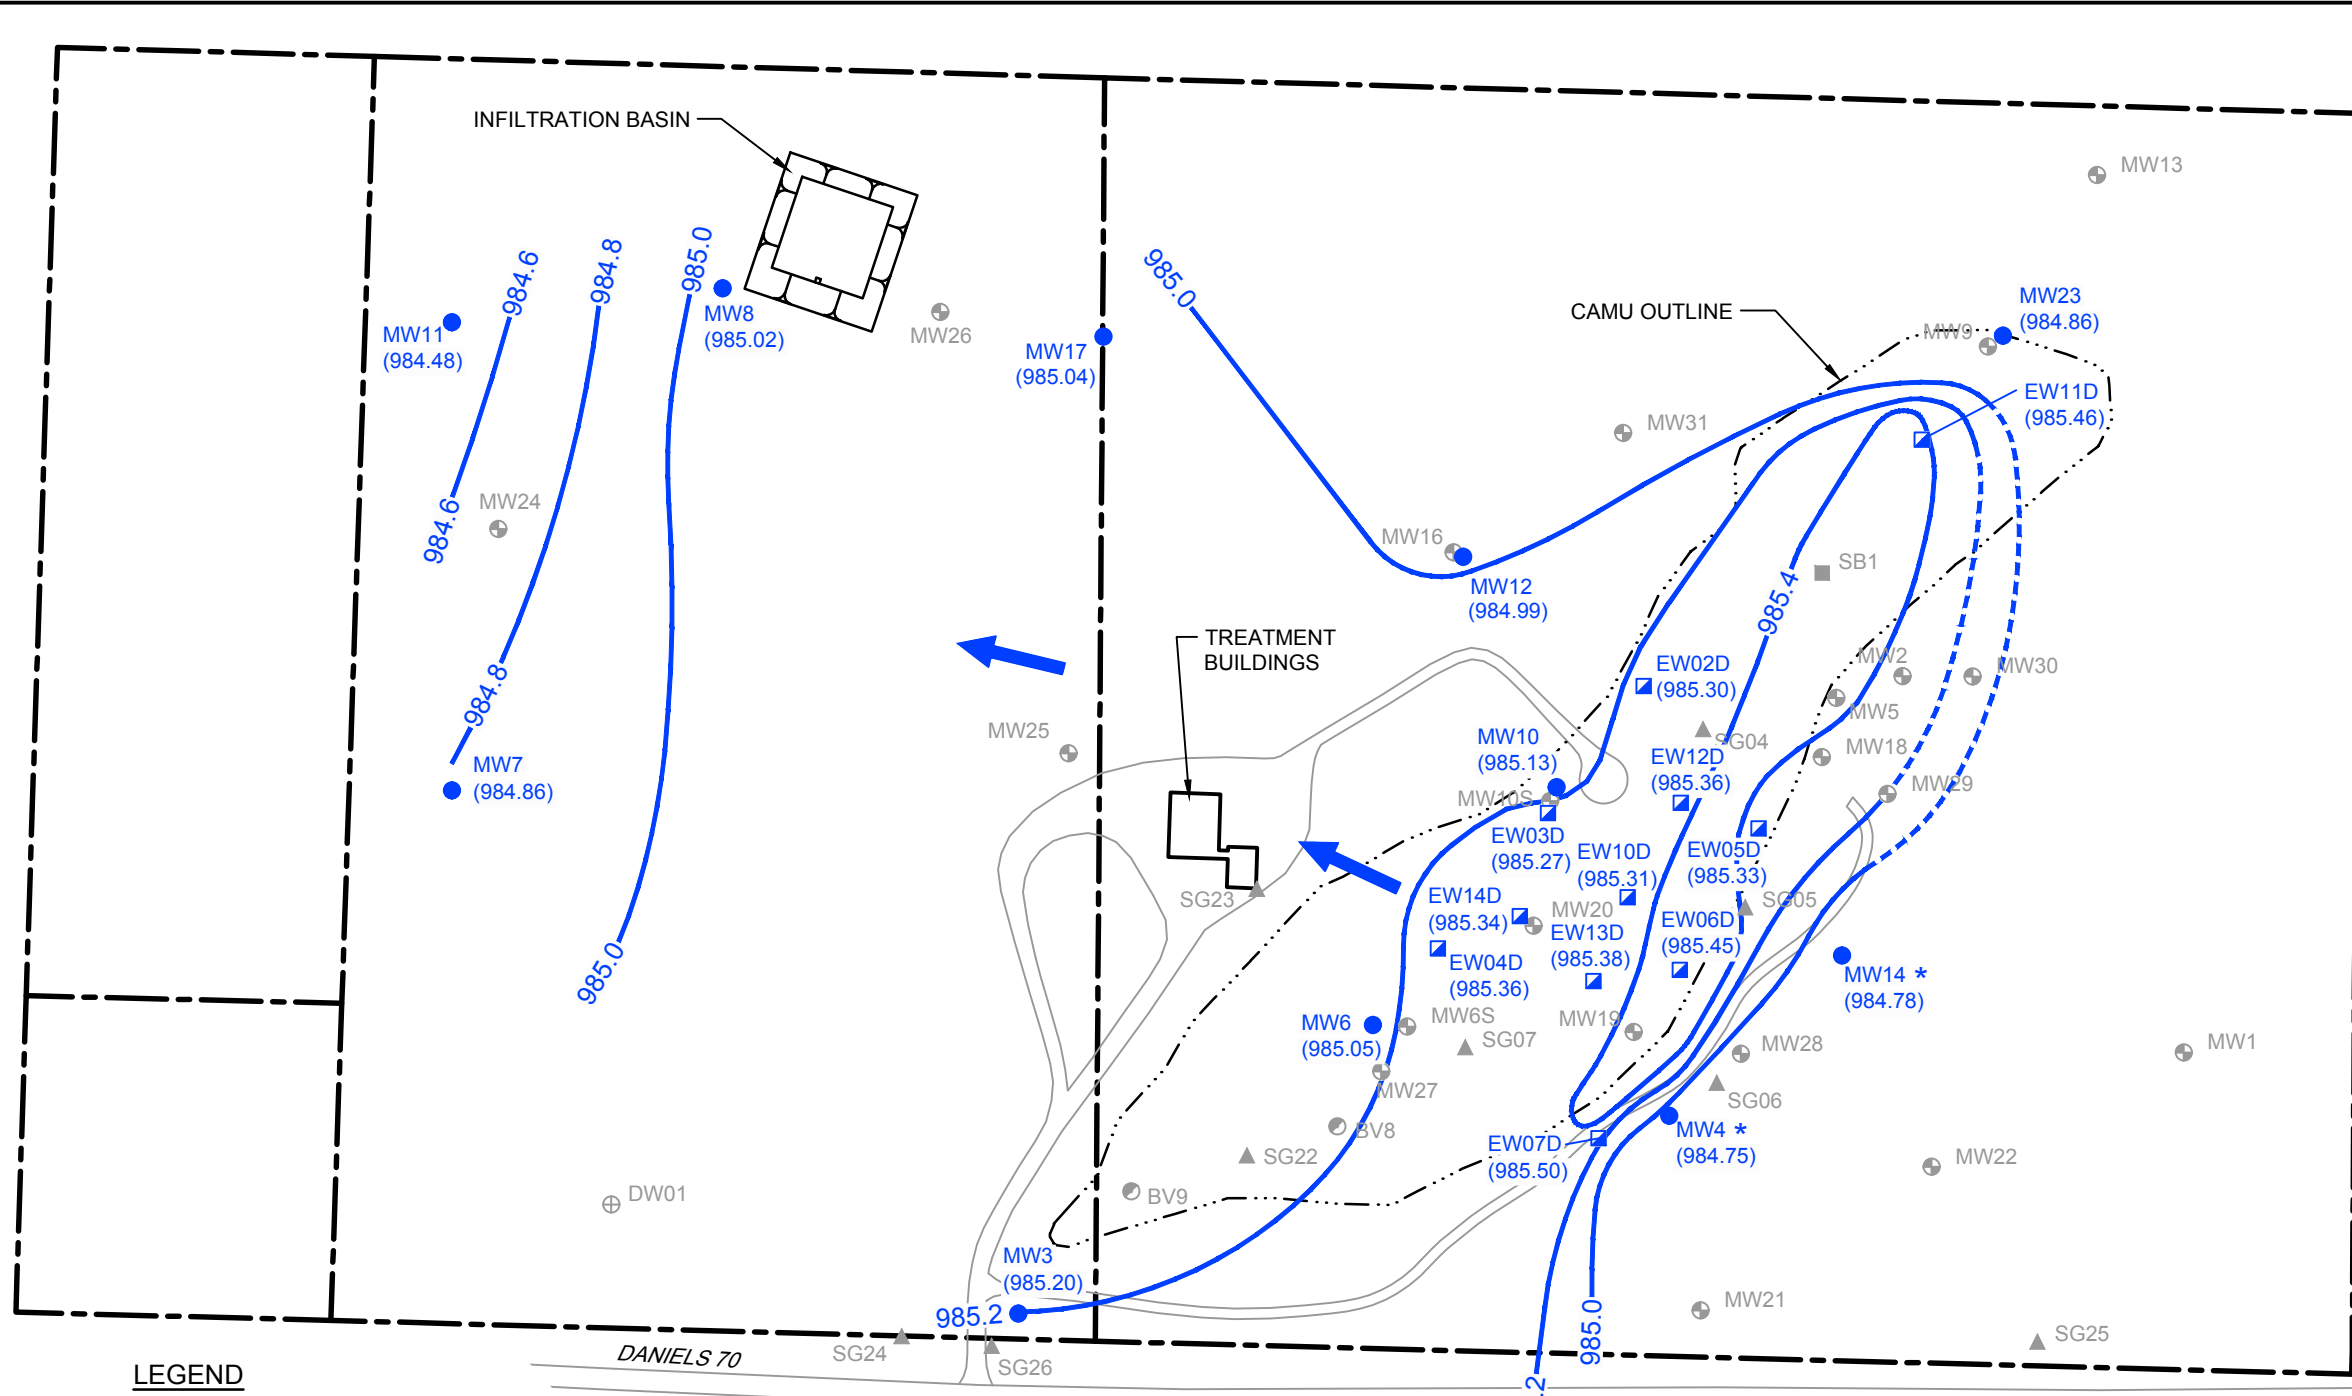 INFILTRATION BASIN
MW13
984.6
984.8
985.0
985.0
MW11
(984.48)
MW8
(985.02)
MW26
MW17
(985.04)
CAMU OUTLINE
MW23
(984.86)
MW9
EW11D
(985.46)
MW31
984.6
MW24
MW16
MW12
(984.99)
985.4
SB1
TREATMENT
BUILDINGS
984.8
EW02D
(985.30)
MW2
MW30
MW5
MW25
MW10
(985.13)
SG04
MW18
MW7
(984.86)
EW12D
(985.36)
MW29
MW10S
EW03D
(985.27)
EW10D
(985.31)
EW05D
(985.33)
SG23
EW14D
(985.34)
MW20
SG05
EW13D
(985.38)
EW06D
(985.45)
985.0
EW04D
(985.36)
MW14 *
(984.78)
MW6
(985.05)
MW6S
SG07
MW19
MW28
MW1
MW27
SG06
BV8
MW4 *
(984.75)
SG22
EW07D
(985.50)
MW22
DW01
BV9
MW3
(985.20)
985.2
985.0
MW21
SG25
SG24
SG26
DANIELS 70
LEGEND
2